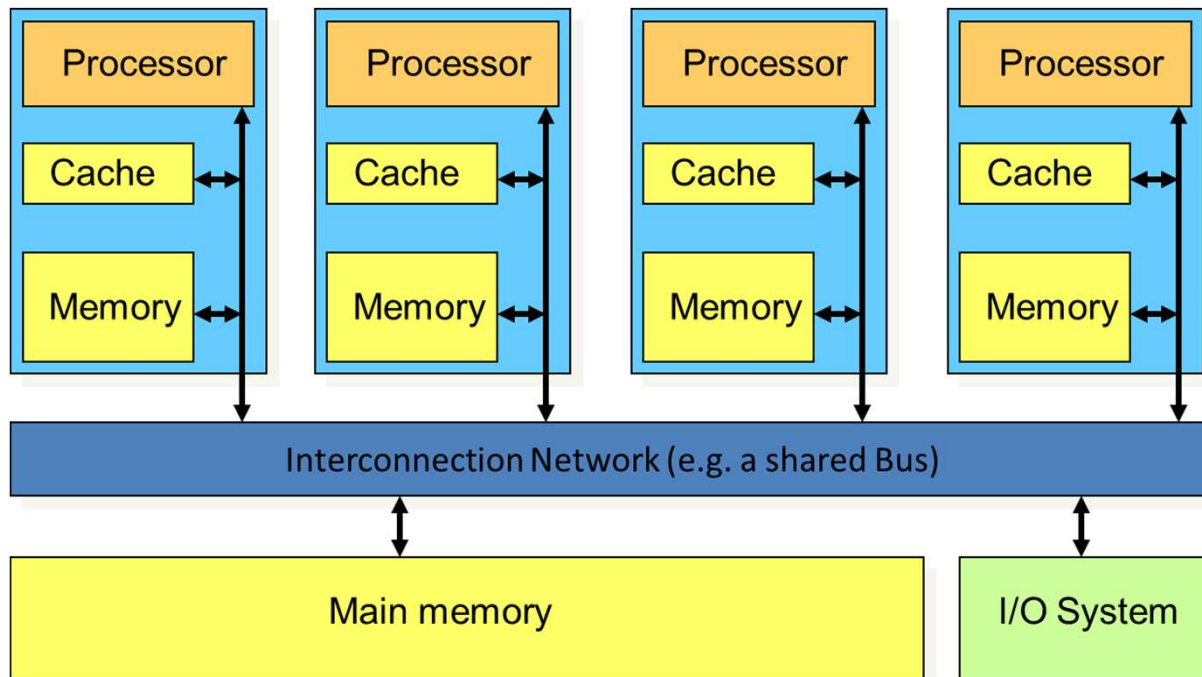 Processor
Processor
Processor
Processor
Cache
Cache
Cache
Cache
Memory
Memory
Memory
Memory
Interconnection Network (e.g. a shared Bus)
Main memory
I/O System